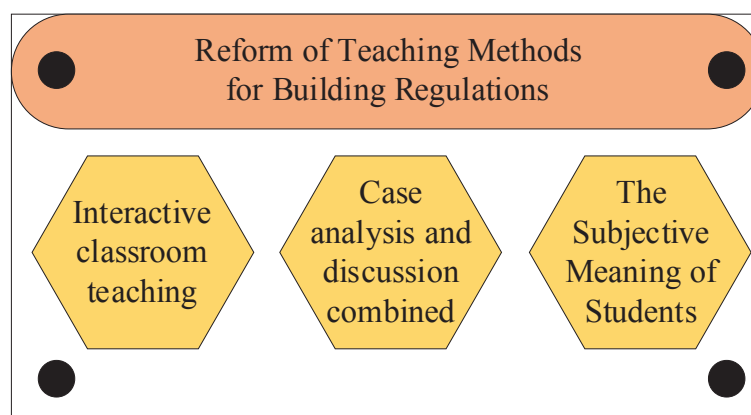 Reform of Teaching Methods
for Building Regulations
Interactive
classroom
teaching
Case
analysis and
discussion
combined
The
Subjective
Meaning of
Students